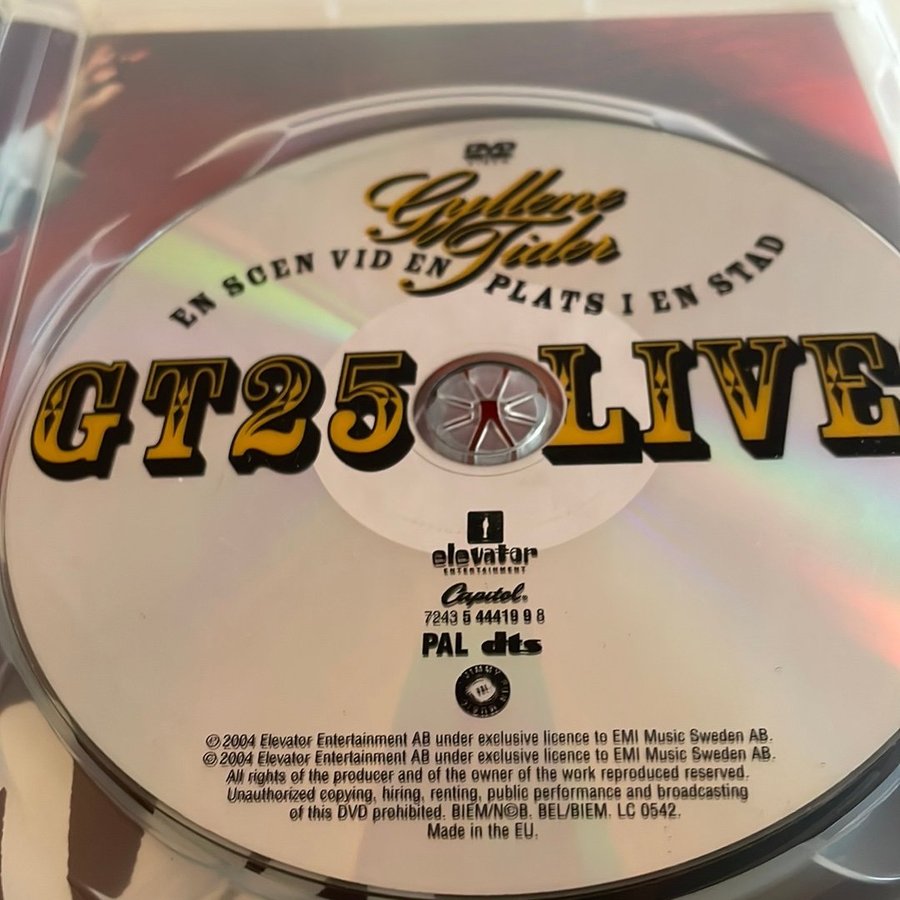 DVD
VIDEO
Gyllene
Tider
EN SCEN VID EN PLATS I EN STAD
GT25 LIVE
elevator
ENTERTAINMENT
Capitol®
7243 5 44419 9 8
PAL dts
JIMMY FUN MUSIC
℗ 2004 Elevator Entertainment AB under exclusive licence to EMI Music Sweden AB.
© 2004 Elevator Entertainment AB under exclusive licence to EMI Music Sweden AB.
All rights of the producer and of the owner of the work reproduced reserved.
Unauthorized copying, hiring, renting, public performance and broadcasting
of this DVD prohibited. BIEM/N©B. BEL/BIEM. LC 0542.
Made in the EU.